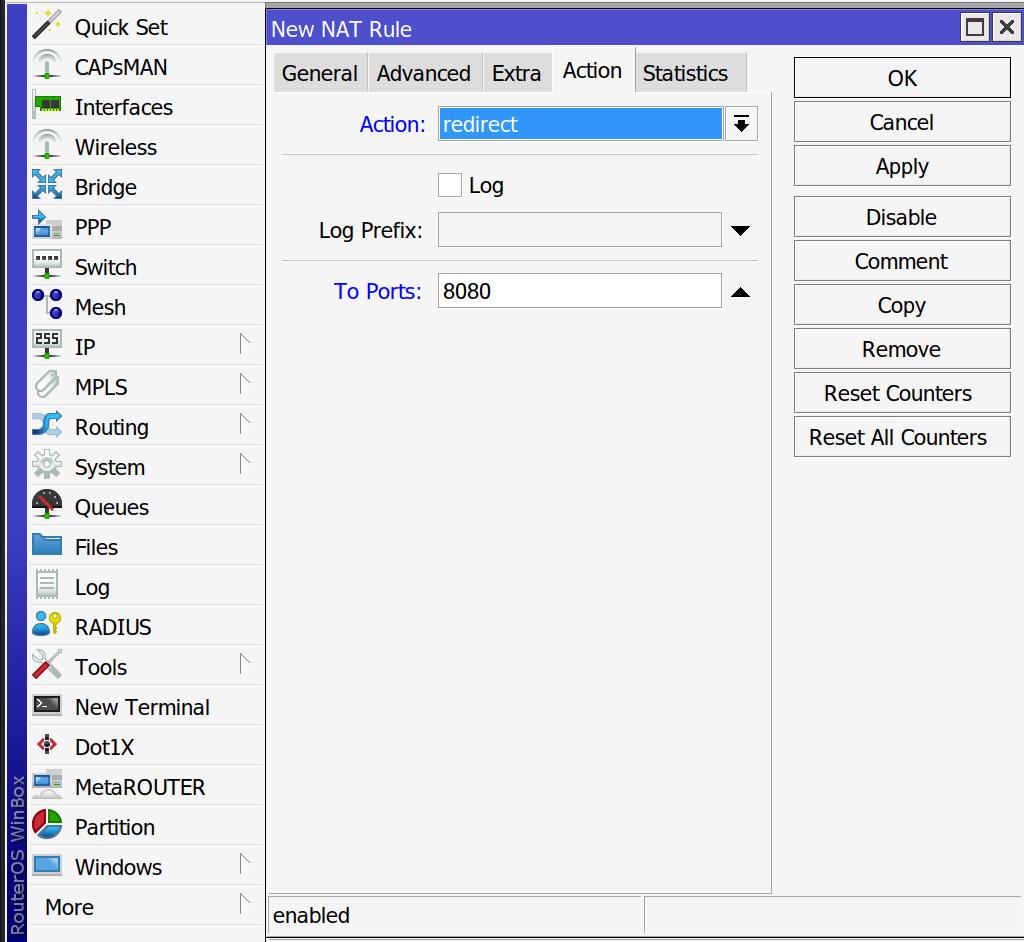 Quick Set
CAPsMAN
Interfaces
Wireless
Bridge
PPP
Switch
Mesh
255
IP
MPLS
Routing
System
Queues
Files
Log
RADIUS
Tools
New Terminal
Dot1X
MetaROUTER
Partition
Windows
More
RouterOS WinBox
New NAT Rule
General Advanced Extra Action Statistics
Action: redirect
Log
Log Prefix:
To Ports: 8080
OK
Cancel
Apply
Disable
Comment
Copy
Remove
Reset Counters
Reset All Counters
enabled